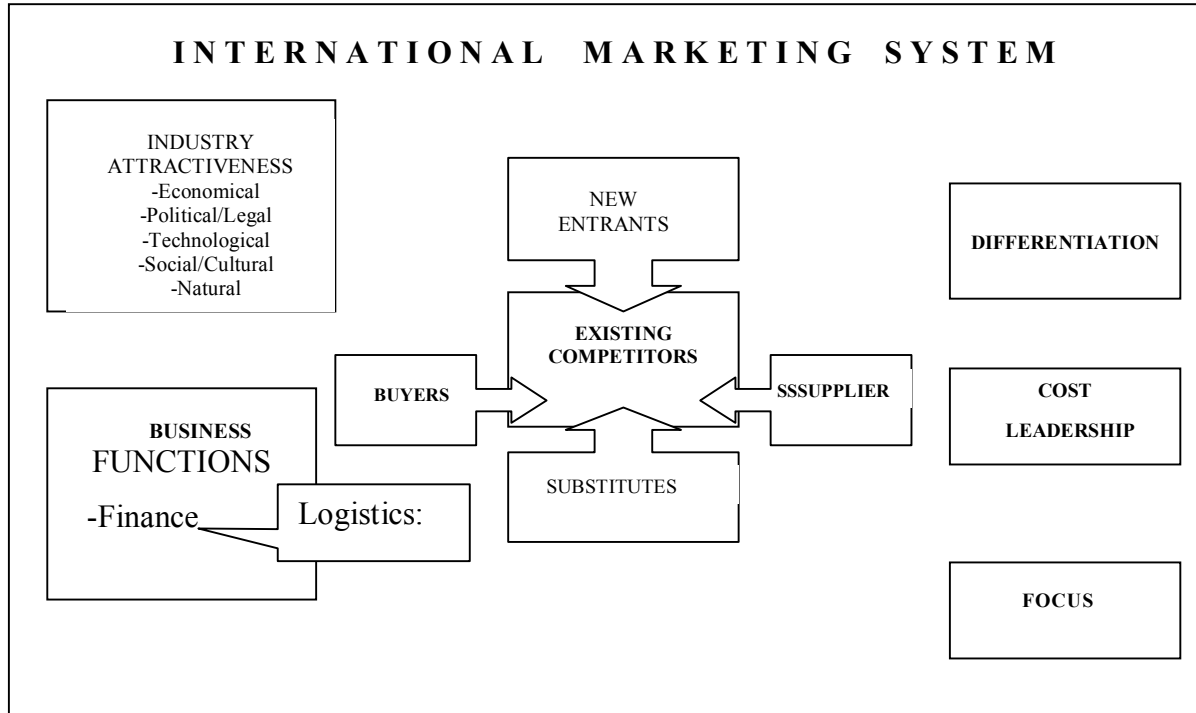 INTERNATIONAL MARKETING SYSTEM
INDUSTRY
ATTRACTIVENESS
-Economical
-Political/Legal
-Technological
-Social/Cultural
-Natural
NEW
ENTRANTS
DIFFERENTIATION
EXISTING
COMPETITORS
BUYERS
SSSUPPLIER
COST
LEADERSHIP
BUSINESS
FUNCTIONS
-Finance
Logistics:
SUBSTITUTES
FOCUS